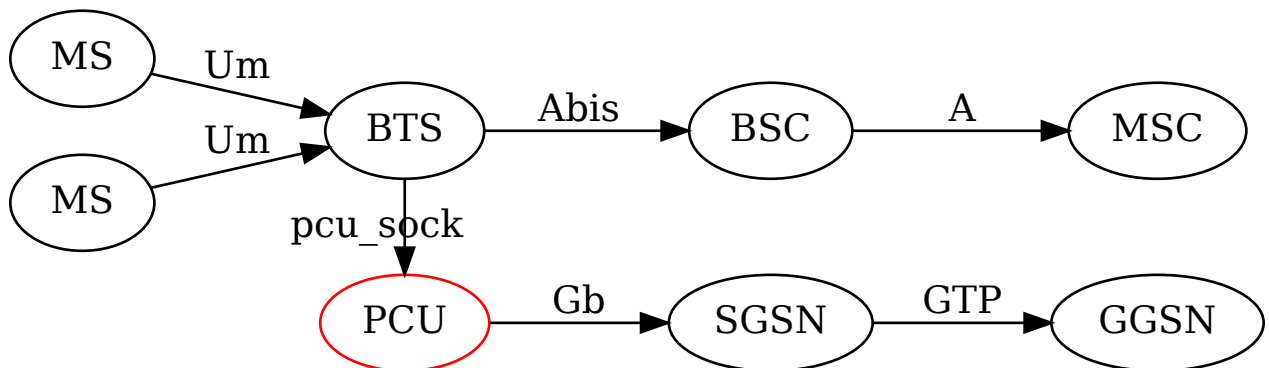 MS
Um
BTS
Abis
BSC
A
MSC
MS
Um
pcu_sock
PCU
Gb
SGSN
GTP
GGSN